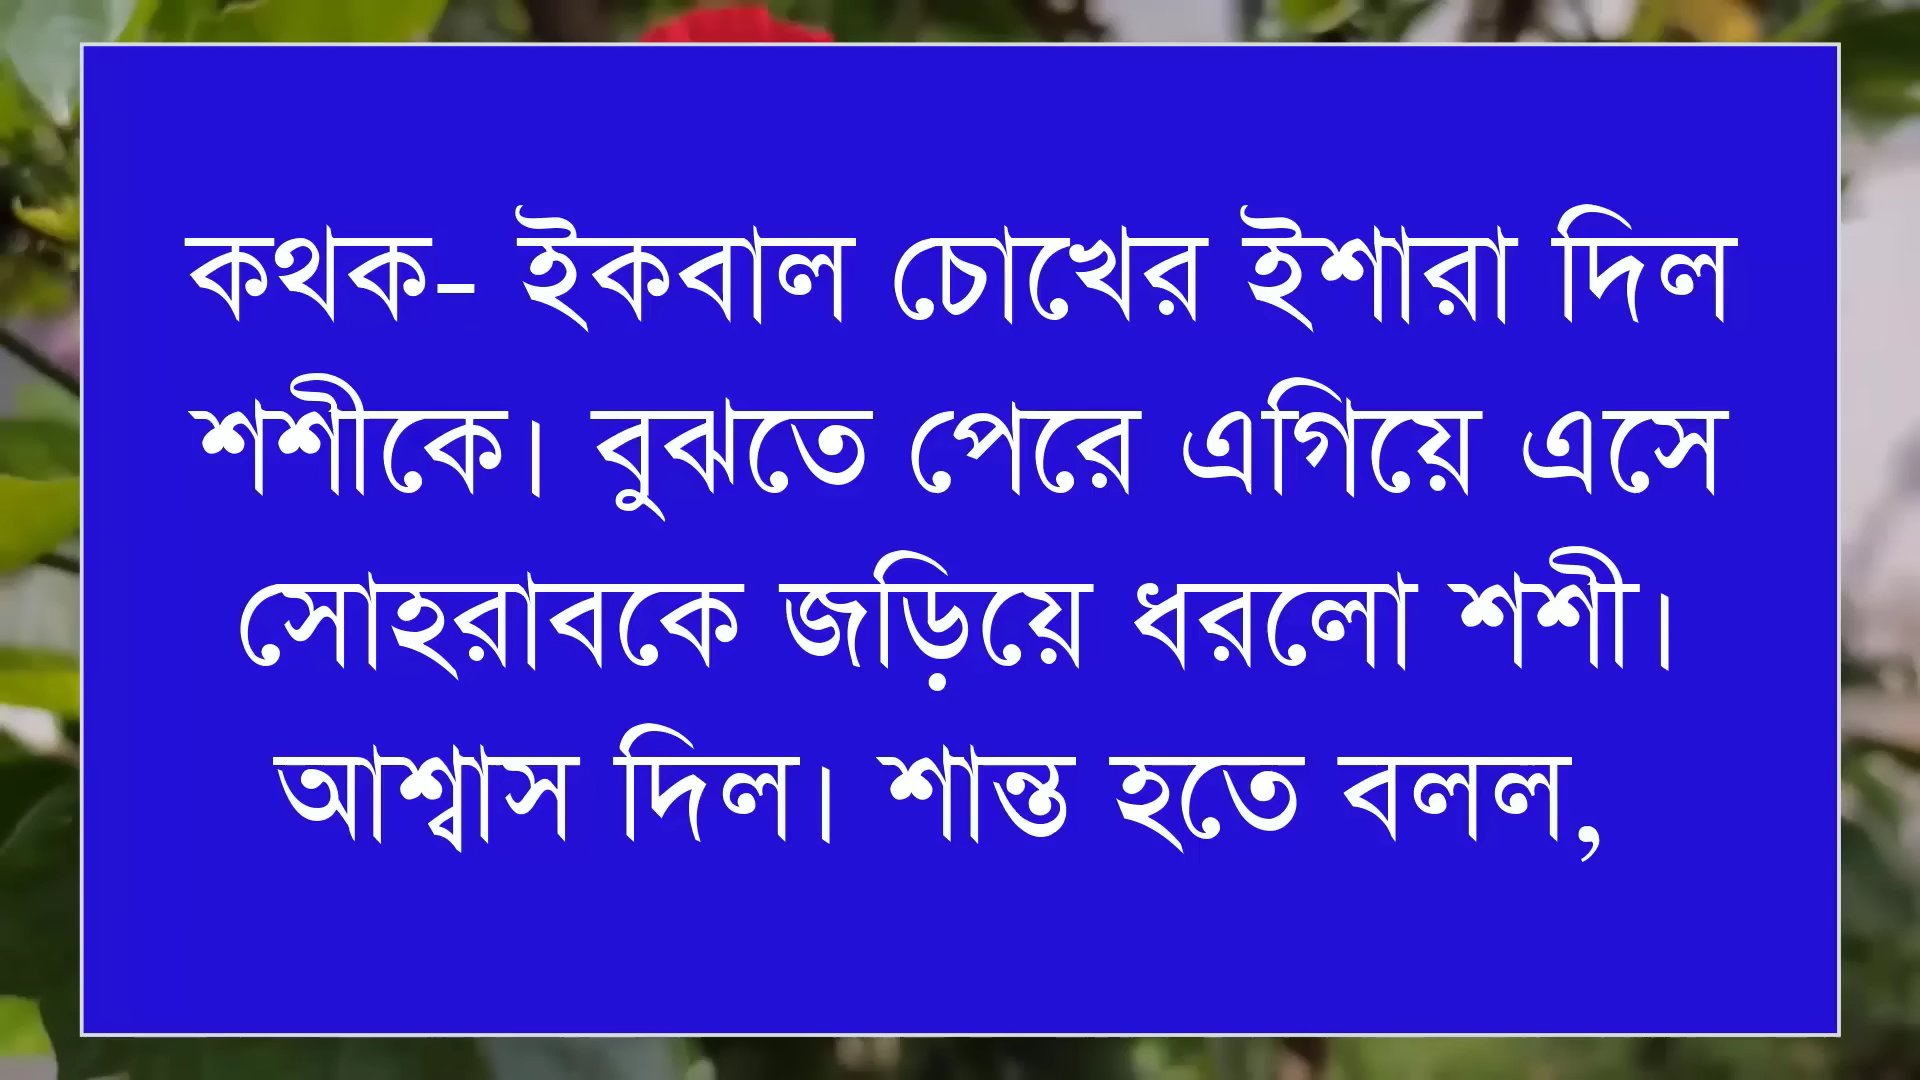 কথক- ইকবাল চোখের ইশারা দিল
শশীকে। বুঝতে পেরে এগিয়ে এসে
সোহরাবকে জড়িয়ে ধরলো শশী।
আশ্বাস দিল। শান্ত হতে বলল,